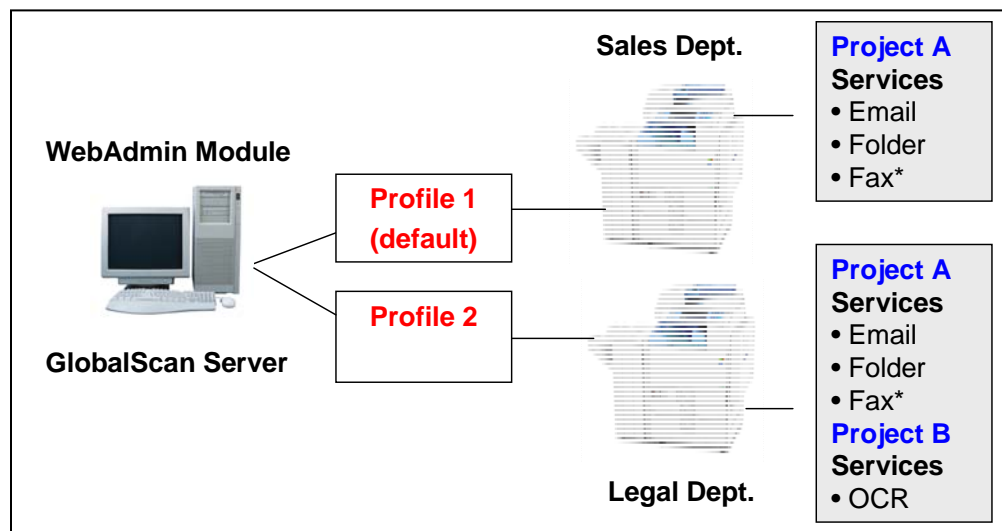 WebAdmin Module
GlobalScan Server
Profile 1
(default)
Profile 2
Sales Dept.
Legal Dept.
Project A
Services
• Email
• Folder
• Fax*
Project A
Services
• Email
• Folder
• Fax*
Project B
Services
• OCR